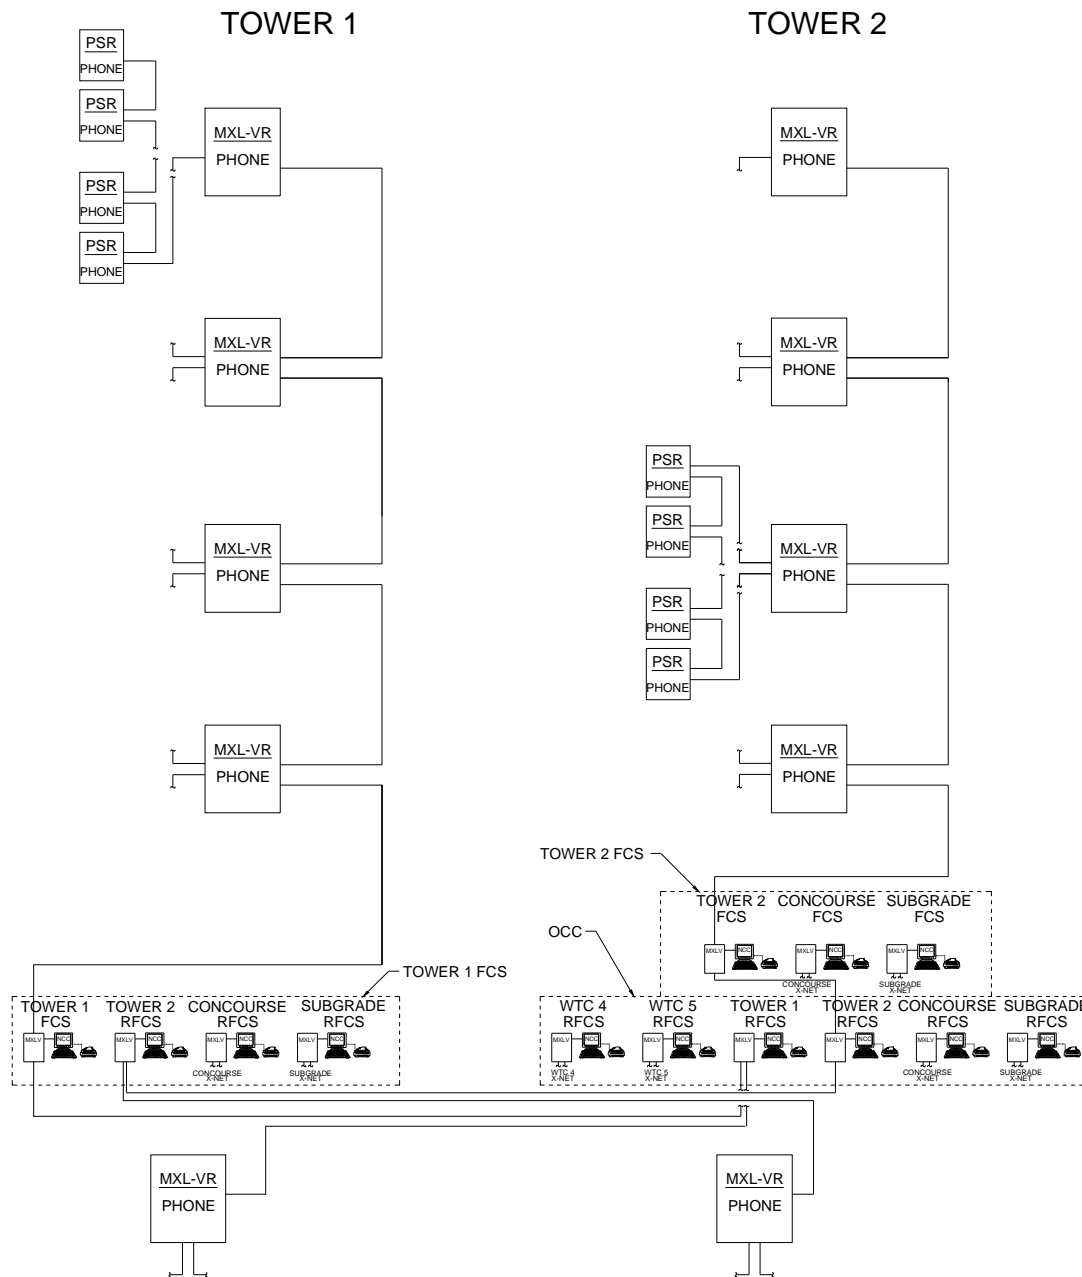 TOWER 1
TOWER 2
PSR
PHONE
PSR
PHONE
PSR
PHONE
PSR
PHONE
MXL-VR
PHONE
MXL-VR
PHONE
MXL-VR
PHONE
MXL-VR
PHONE
MXL-VR
PHONE
MXL-VR
PHONE
PSR
PHONE
PSR
PHONE
PSR
PHONE
PSR
PHONE
MXL-VR
PHONE
MXL-VR
PHONE
TOWER 2 FCS
TOWER 2
FCS
CONCOURSE
FCS
SUBGRADE
FCS
MXLV
NCC
MXLV
NCC
CONCOURSE
X-NET
MXLV
NCC
SUBGRADE
X-NET
OCC
TOWER 1 FCS
TOWER 1
FCS
TOWER 2
RFCS
CONCOURSE
RFCS
SUBGRADE
RFCS
MXLV
NCC
MXLV
NCC
MXLV
NCC
CONCOURSE
X-NET
MXLV
NCC
SUBGRADE
X-NET
WTC 4
RFCS
WTC 5
RFCS
TOWER 1
RFCS
TOWER 2
RFCS
CONCOURSE
RFCS
SUBGRADE
RFCS
MXLV
NCC
WTC 4
X-NET
MXLV
NCC
WTC 5
X-NET
MXLV
NCC
MXLV
NCC
MXLV
NCC
CONCOURSE
X-NET
MXLV
NCC
SUBGRADE
X-NET
MXL-VR
PHONE
MXL-VR
PHONE